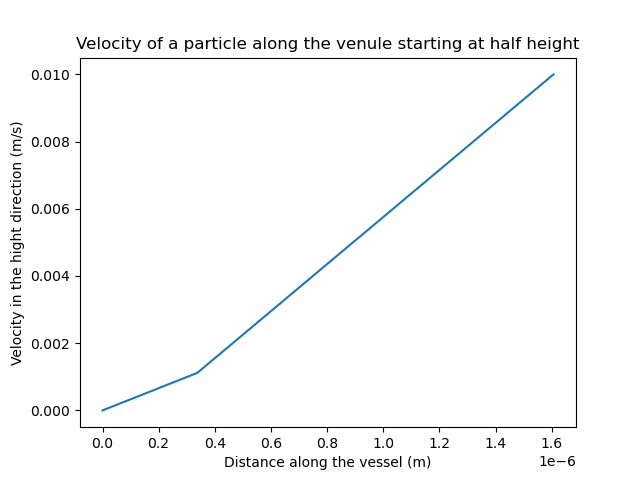 Velocity of a particle along the venule starting at half height
0.010
0.008
0.006
0.004
0.002
0.000
Velocity in the hight direction (m/s)
0.0 0.2 0.4 0.6 0.8 1.0 1.2 1.4 1.6
1e−6
Distance along the vessel (m)